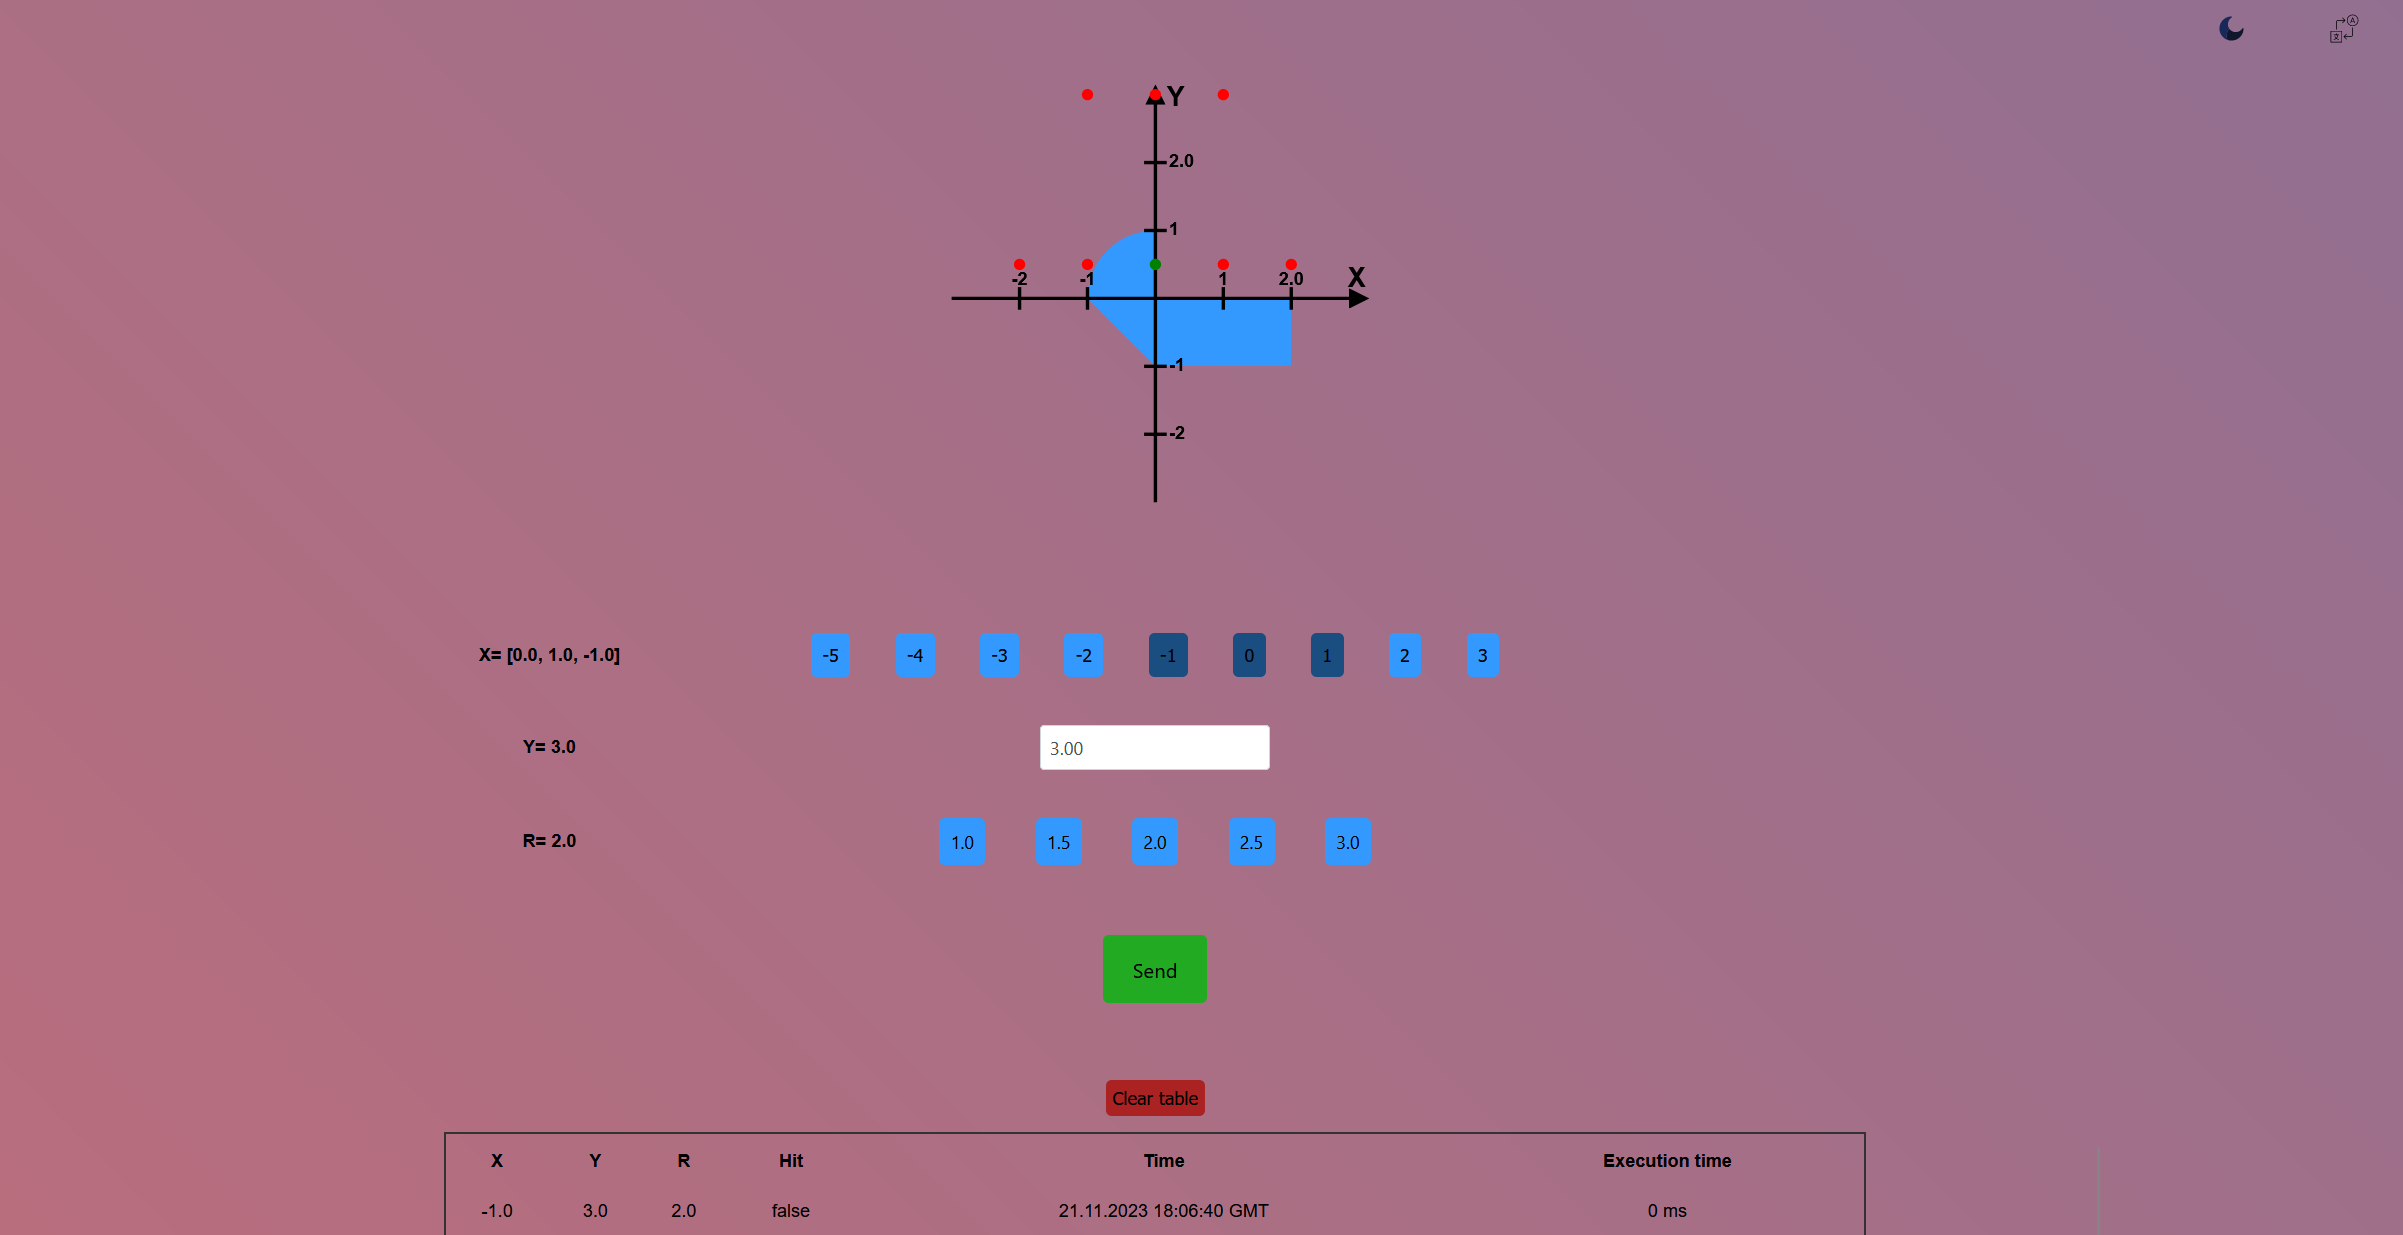 Y
2.0
1
-2 -1 1 2.0 X
-1
-2
X= [0.0, 1.0, -1.0] -5 -4 -3 -2 -1 0 1 2 3
Y= 3.0 3.00
R= 2.0 1.0 1.5 2.0 2.5 3.0
Send
Clear table
X Y R Hit Time Execution time
-1.0 3.0 2.0 false 21.11.2023 18:06:40 GMT 0 ms